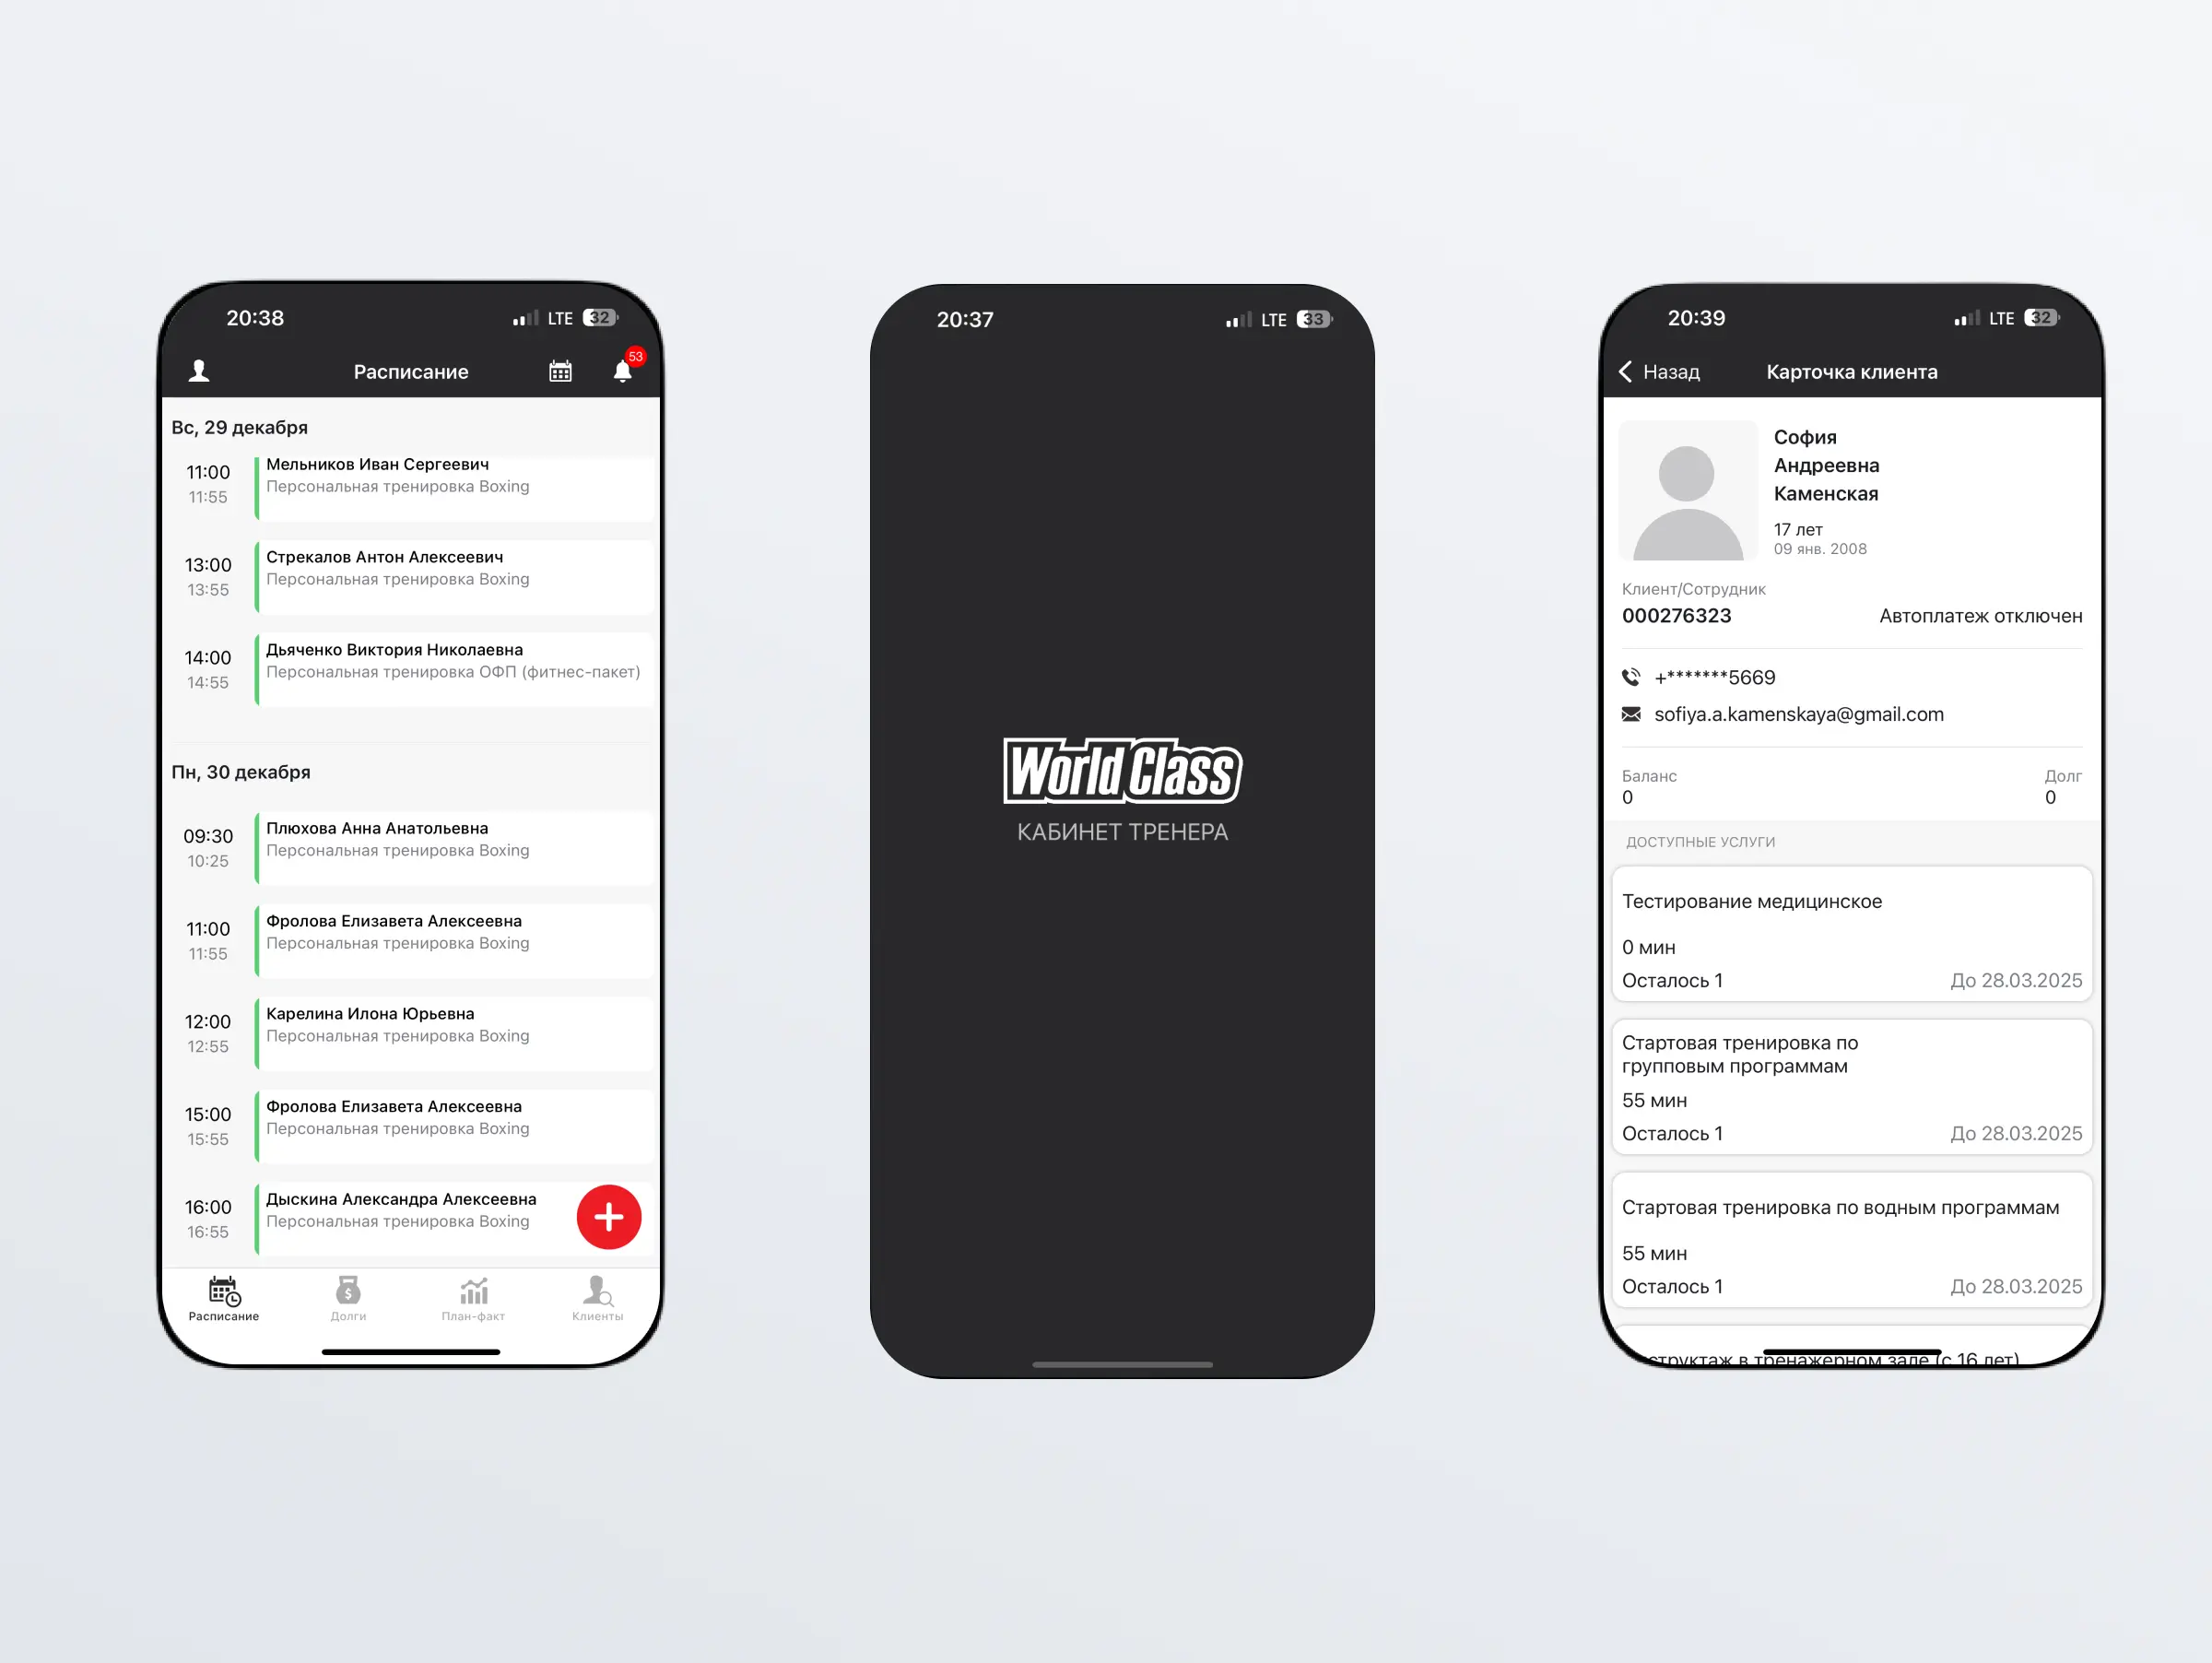 20:38
LTE 32
Расписание
53
Вс, 29 декабря
11:00
11:55
Мельников Иван Сергеевич
Персональная тренировка Boxing
13:00
13:55
Стрекалов Антон Алексеевич
Персональная тренировка Boxing
14:00
14:55
Дьяченко Виктория Николаевна
Персональная тренировка ОФП (фитнес-пакет)
Пн, 30 декабря
09:30
10:25
Плюхова Анна Анатольевна
Персональная тренировка Boxing
11:00
11:55
Фролова Елизавета Алексеевна
Персональная тренировка Boxing
12:00
12:55
Карелина Илона Юрьевна
Персональная тренировка Boxing
15:00
15:55
Фролова Елизавета Алексеевна
Персональная тренировка Boxing
16:00
16:55
Дыскина Александра Алексеевна
Персональная тренировка Boxing
Расписание
Долги
План-факт
Клиенты
20:37
LTE 33
World Class
КАБИНЕТ ТРЕНЕРА
20:39
LTE 32
Назад
Карточка клиента
София
Андреевна
Каменская
17 лет
09 янв. 2008
Клиент/Сотрудник
000276323
Автоплатеж отключен
+*******5669
sofiya.a.kamenskaya@gmail.com
Баланс
Долг
0
0
ДОСТУПНЫЕ УСЛУГИ
Тестирование медицинское
0 мин
Осталось 1
До 28.03.2025
Стартовая тренировка по
групповым программам
55 мин
Осталось 1
До 28.03.2025
Стартовая тренировка по водным программам
55 мин
Осталось 1
До 28.03.2025
в тренажерном зале (с 16 лет)